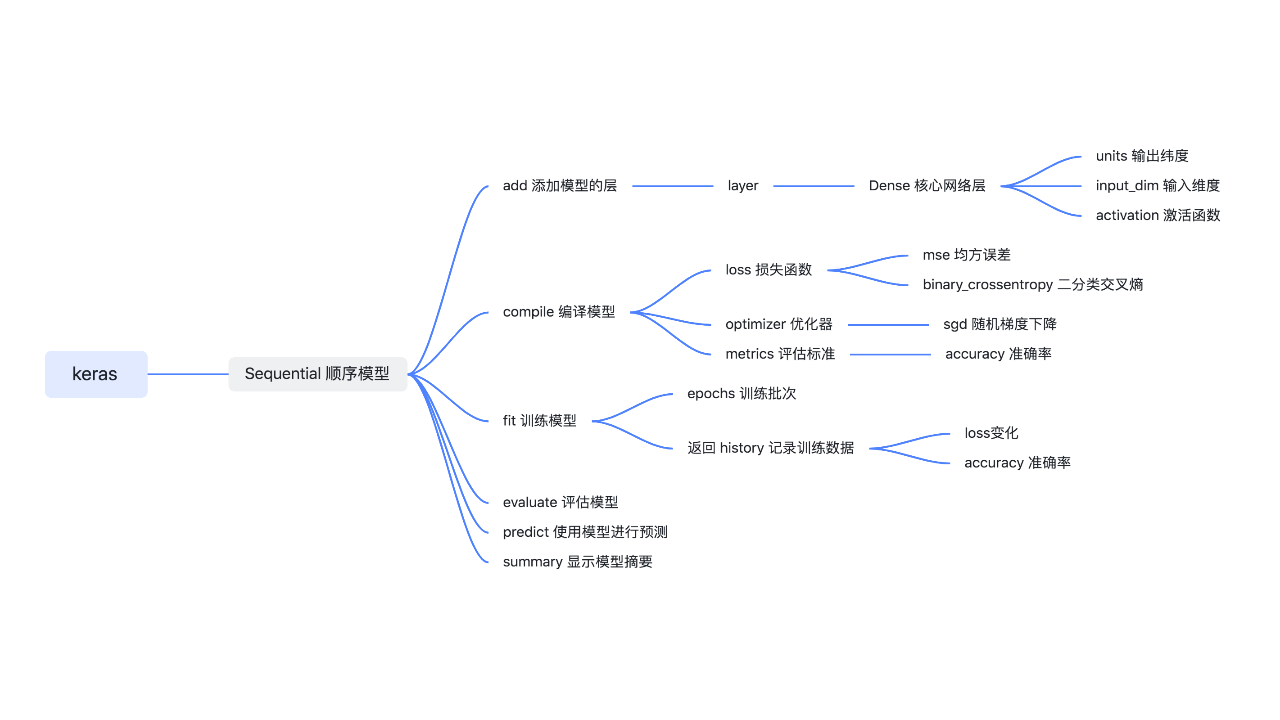 keras
Sequential 顺序模型
add 添加模型的层
layer
Dense 核心网络层
units 输出纬度
input_dim 输入维度
activation 激活函数
compile 编译模型
loss 损失函数
mse 均方误差
binary_crossentropy 二分类交叉熵
optimizer 优化器
sgd 随机梯度下降
metrics 评估标准
accuracy 准确率
fit 训练模型
epochs 训练批次
返回 history 记录训练数据
loss变化
accuracy 准确率
evaluate 评估模型
predict 使用模型进行预测
summary 显示模型摘要